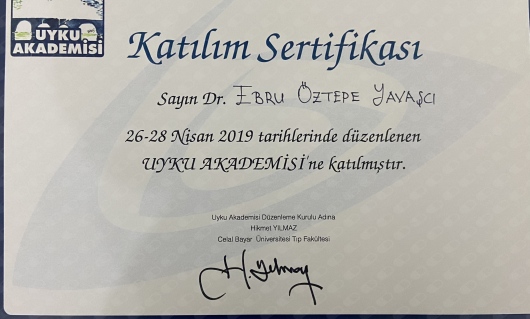 UYKU
AKADEMİSİ
Katılım Sertifikası
Sayın Dr. EBRU ÖZTEPE YAVAŞCI
26-28 Nisan 2019 tarihlerinde düzenlenen
UYKU AKADEMİSİ'ne katılmıştır.
Uyku Akademisi Düzenleme Kurulu Adına
Hikmet YILMAZ
Celal Bayar Üniversitesi Tıp Fakültesi
H. Yılmaz